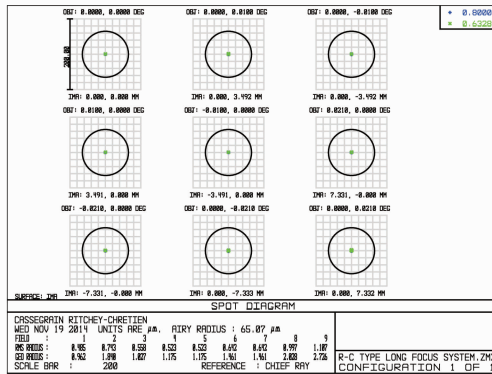 OBJ: 0.0000, 0.0000 DEG
OBJ: 0.0000, 0.0100 DEG
OBJ: 0.0000, -0.0100 DEG
0.8000
0.6328
200.00
IMA: 0.000, 0.000 MM
IMA: 0.000, 3.492 MM
IMA: 0.000, -3.492 MM
OBJ: 0.0100, 0.0000 DEG
OBJ: -0.0100, 0.0000 DEG
OBJ: 0.0210, 0.0000 DEG
IMA: 3.491, 0.000 MM
IMA: -3.491, 0.000 MM
IMA: 7.331, -0.000 MM
OBJ: -0.0210, 0.0000 DEG
OBJ: 0.0000, -0.0210 DEG
OBJ: 0.0000, 0.0210 DEG
IMA: -7.331, -0.000 MM
IMA: 0.000, -7.333 MM
IMA: 0.000, 7.332 MM
SURFACE: IMA
SPOT DIAGRAM
CASSEGRAIN RITCHEY-CHRETIEN
WED NOV 19 2014 UNITS ARE µm. AIRY RADIUS : 65.07 µm
FIELD : 1 2 3 4 5 6 7 8 9
RMS RADIUS : 0.485 0.743 0.558 0.523 0.523 0.642 0.642 0.997 1.187
GEO RADIUS : 0.962 1.027 1.175 1.175 1.461 1.461 2.028 2.726
SCALE BAR : 200 REFERENCE : CHIEF RAY
R-C TYPE LONG FOCUS SYSTEM.ZMX
CONFIGURATION 1 OF 1